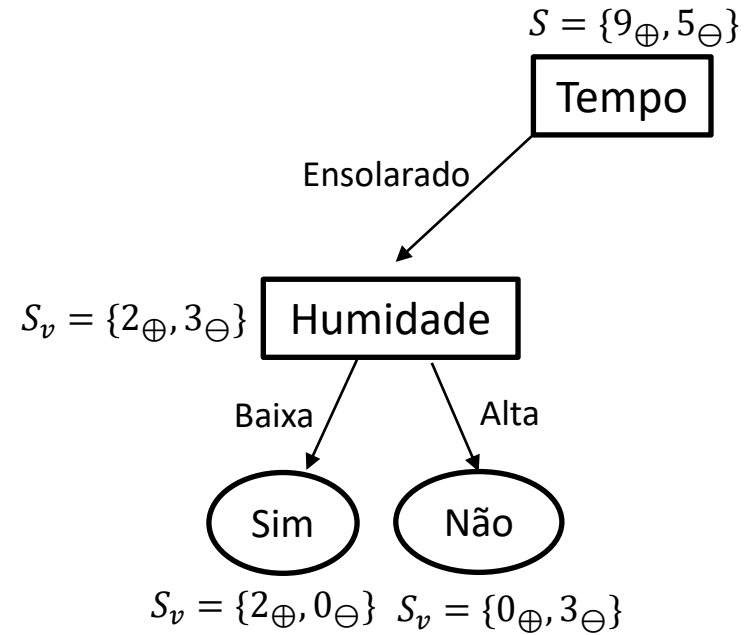 S = {9⊕, 5⊖}
Tempo
Ensolarado
S_v = {2⊕, 3⊖}
Humidade
Baixa
Alta
Sim
Não
S_v = {2⊕, 0⊖}
S_v = {0⊕, 3⊖}